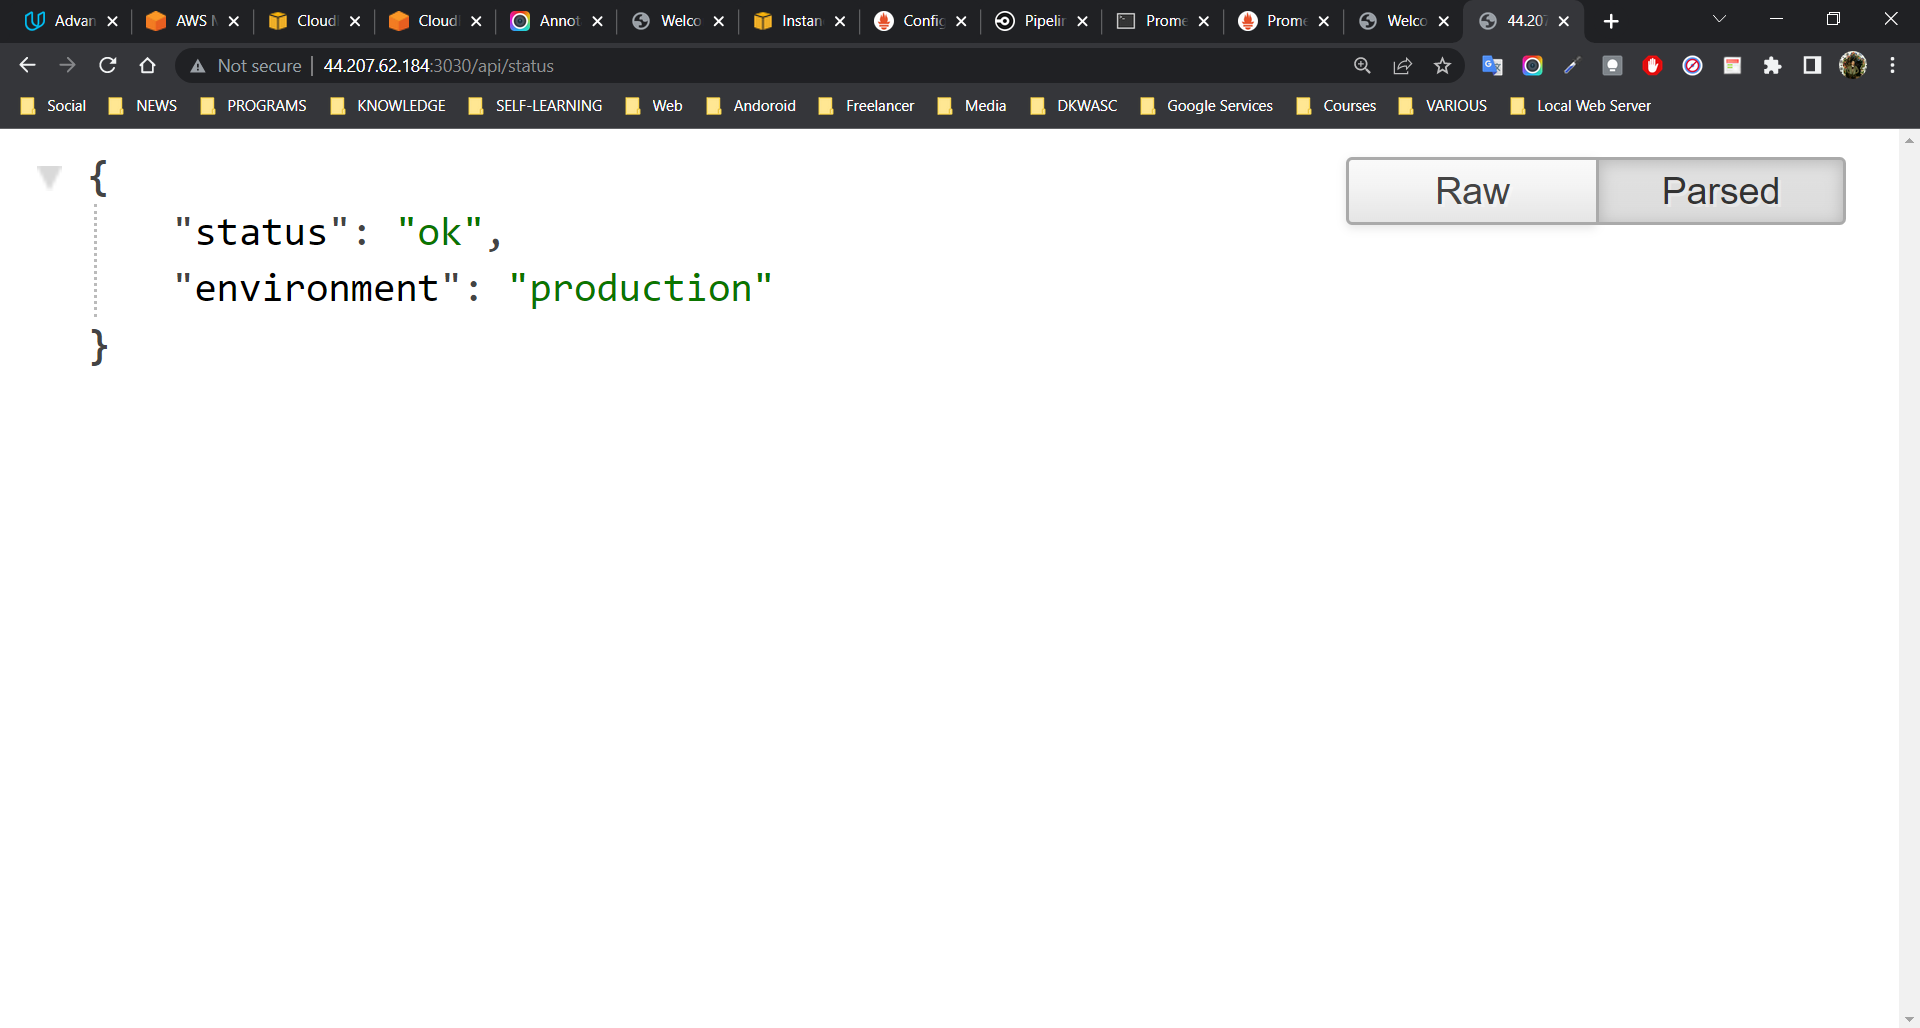 Advan AWS M Cloud Cloud Annot Welco Instan Config Pipelin Prome Prome Welco 44.207
Not secure 44.207.62.184:3030/api/status
Social NEWS PROGRAMS KNOWLEDGE SELF-LEARNING Web Andoroid Freelancer Media DKWASC Google Services Courses VARIOUS Local Web Server
Raw Parsed
{
"status": "ok",
"environment": "production"
}